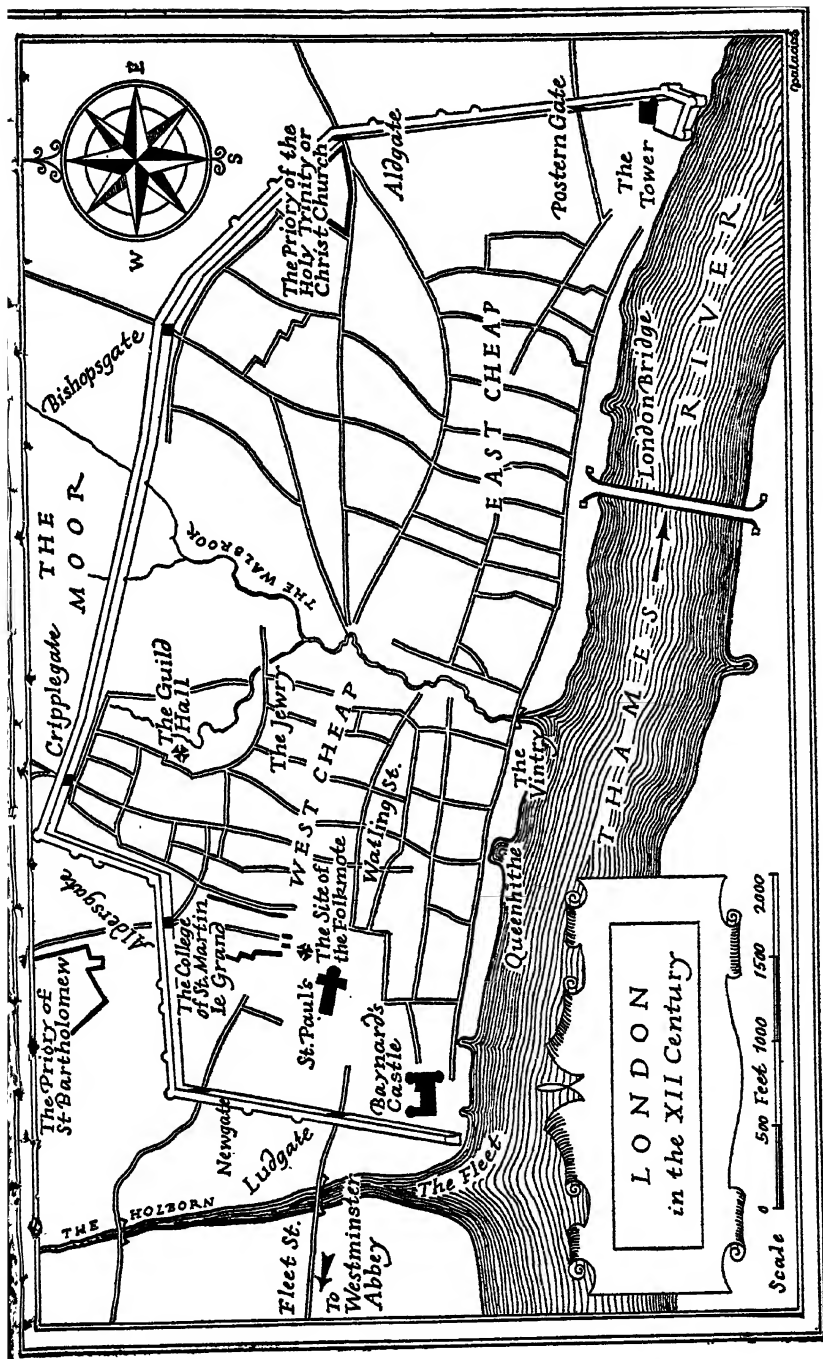 LONDON
in the XII Century
Scale 0 500 Feet 1000 1500 2000
W
E
S
The Priory of
St Bartholomew
Aldersgate
Cripplegate
THE
MOOR
Bishopsgate
The Priory of the
Holy Trinity or
Christ Church
Aldgate
Postern Gate
The
Tower
THE HOLBORN
Newgate
Ludgate
Fleet St.
To
Westminster
Abbey
The Fleet
The College
of St. Martin
le Grand
St. Paul's
The Site of
the Folkmote
Baynard's
Castle
The Guild
Hall
The Jewry
WEST CHEAP
Watling St.
THE WALBROOK
EAST CHEAP
Queenhithe
The
Vintry
London Bridge
THAMES RIVER